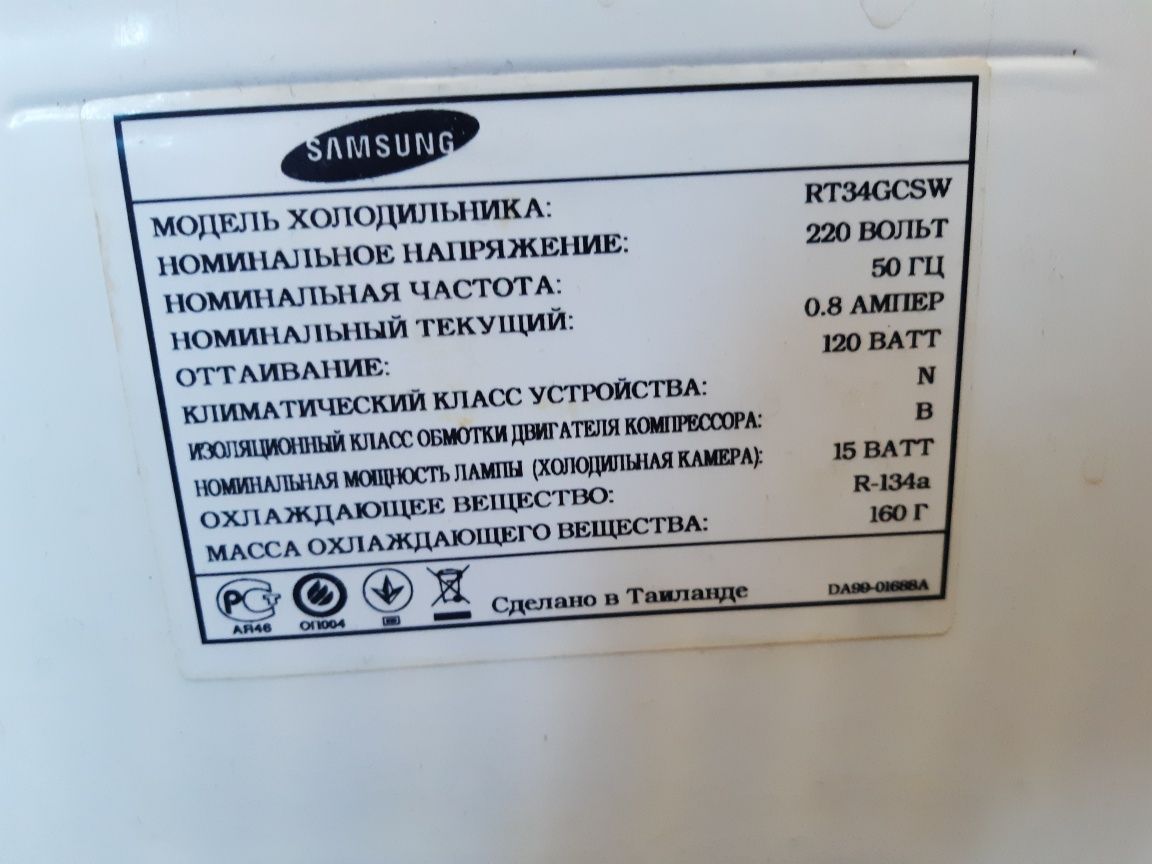 SAMSUNG
МОДЕЛЬ ХОЛОДИЛЬНИКА: RT34GCSW
НОМИНАЛЬНОЕ НАПРЯЖЕНИЕ: 220 ВОЛЬТ
НОМИНАЛЬНАЯ ЧАСТОТА: 50 ГЦ
НОМИНАЛЬНЫЙ ТЕКУЩИЙ: 0.8 АМПЕР
ОТТАИВАНИЕ: 120 ВАТТ
КЛИМАТИЧЕСКИЙ КЛАСС УСТРОЙСТВА: N
ИЗОЛЯЦИОННЫЙ КЛАСС ОБМОТКИ ДВИГАТЕЛЯ КОМПРЕССОРА: B
НОМИНАЛЬНАЯ МОЩНОСТЬ ЛАМПЫ (ХОЛОДИЛЬНАЯ КАМЕРА): 15 ВАТТ
ОХЛАЖДАЮЩЕЕ ВЕЩЕСТВО: R-134a
МАССА ОХЛАЖДАЮЩЕГО ВЕЩЕСТВА: 160 Г
РС
АЯ46 ОП004
Сделано в Таиланде DA99-01688A